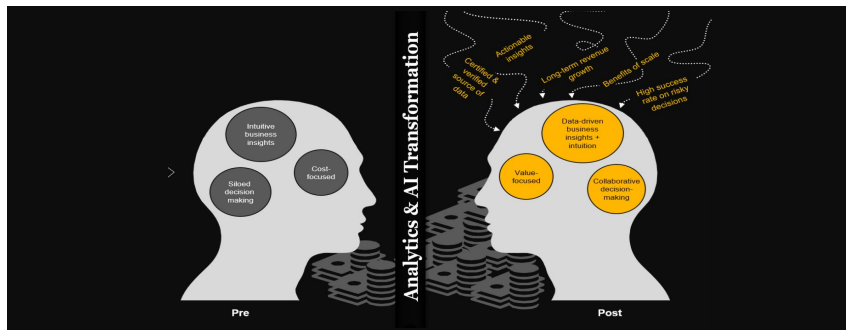 Intuitive
business
insights
Cost-
focused
Siloed
decision
making
Pre
Analytics & AI Transformation
Certified &
verified
source of
data
Actionable
insights
Long-term revenue
growth
Benefits of scale
High success
rate on risky
decisions
Data-driven
business
insights +
intuition
Value-
focused
Collaborative
decision-
making
Post